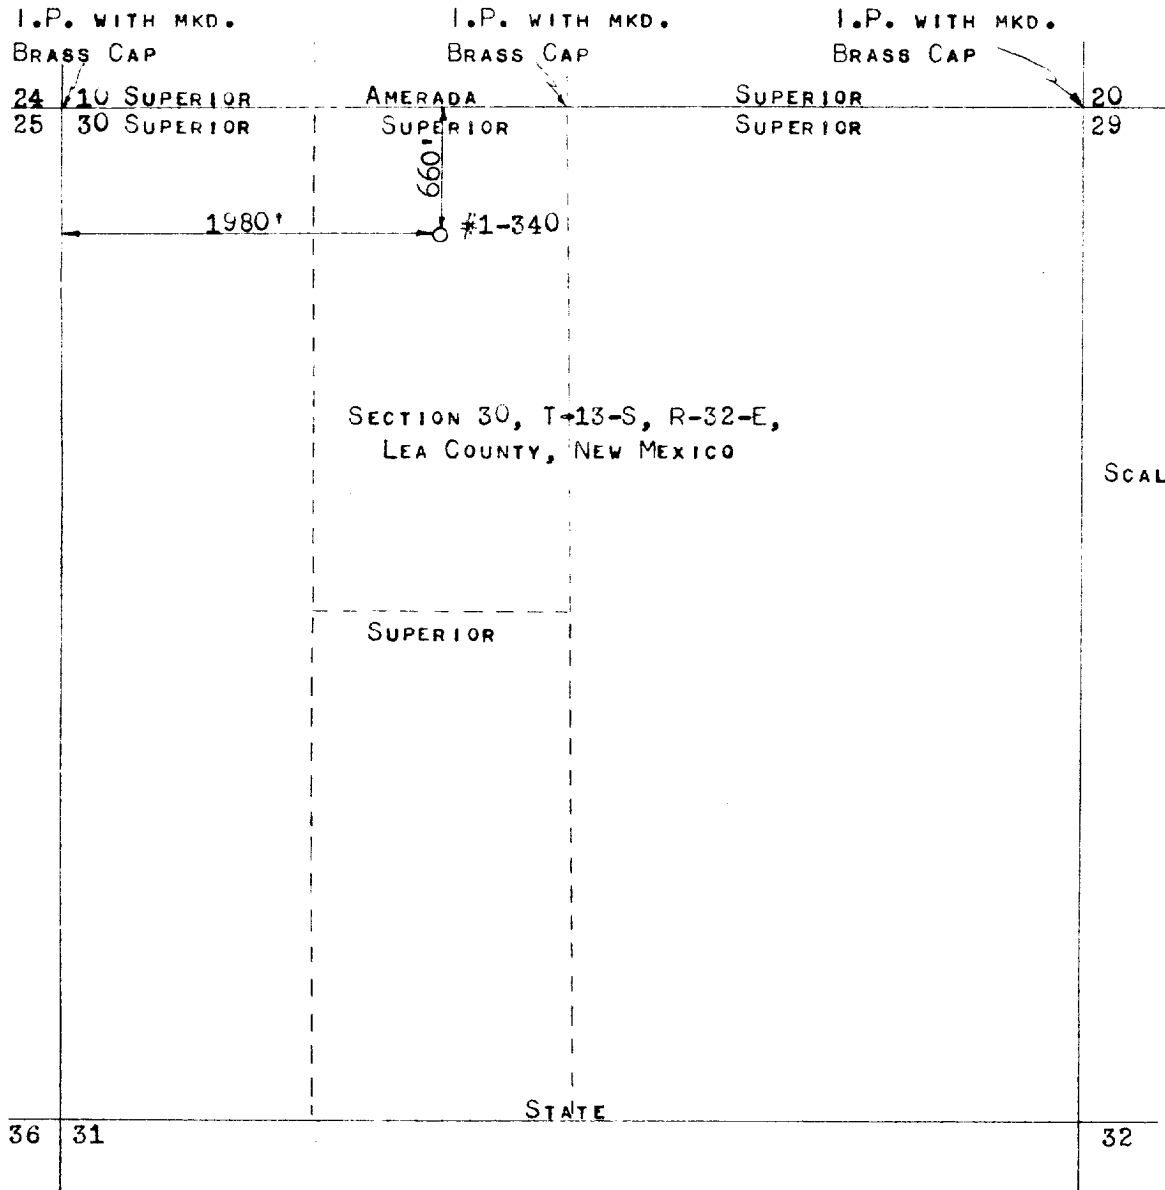 I.P. WITH MKD. I.P. WITH MKD. I.P. WITH MKD.
BRASS CAP BRASS CAP BRASS CAP
24 10 SUPERIOR AMERADA SUPERIOR 20
25 30 SUPERIOR SUPERIOR SUPERIOR 29
660'
1980' #1-340
SECTION 30, T-13-S, R-32-E,
LEA COUNTY, NEW MEXICO
SCAL
SUPERIOR
STATE
36 31 32